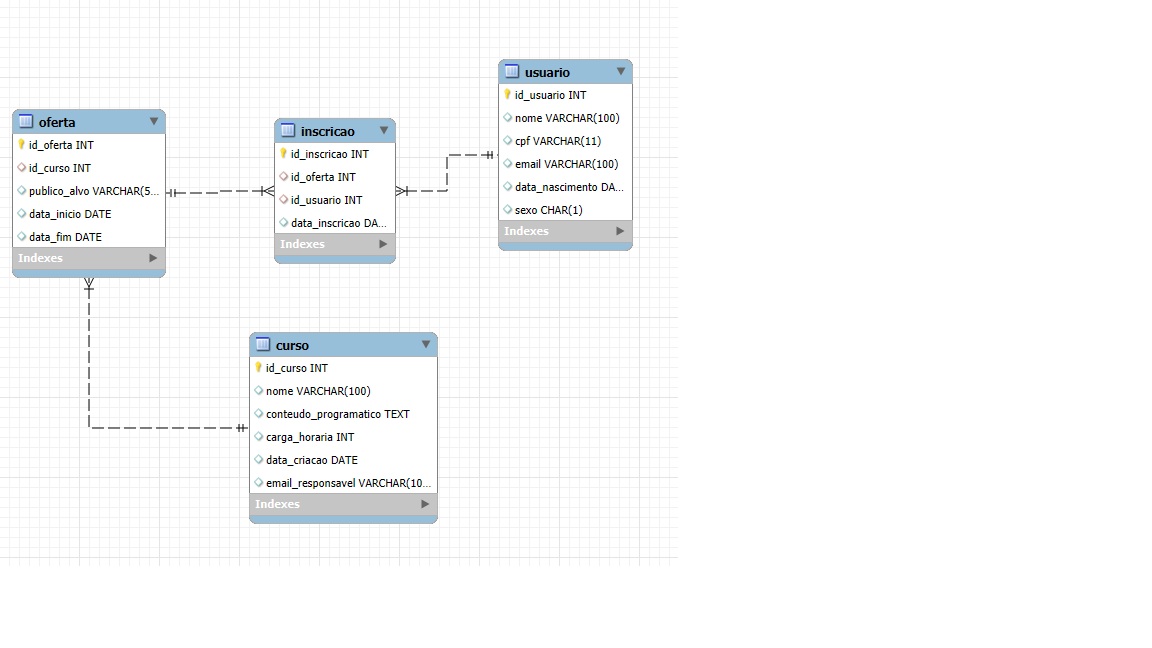 oferta
id_oferta INT
id_curso INT
publico_alvo VARCHAR(5...
data_inicio DATE
data_fim DATE
Indexes
inscricao
id_inscricao INT
id_oferta INT
id_usuario INT
data_inscricao DA...
Indexes
usuario
id_usuario INT
nome VARCHAR(100)
cpf VARCHAR(11)
email VARCHAR(100)
data_nascimento DA...
sexo CHAR(1)
Indexes
curso
id_curso INT
nome VARCHAR(100)
conteudo_programatico TEXT
carga_horaria INT
data_criacao DATE
email_responsavel VARCHAR(10...
Indexes